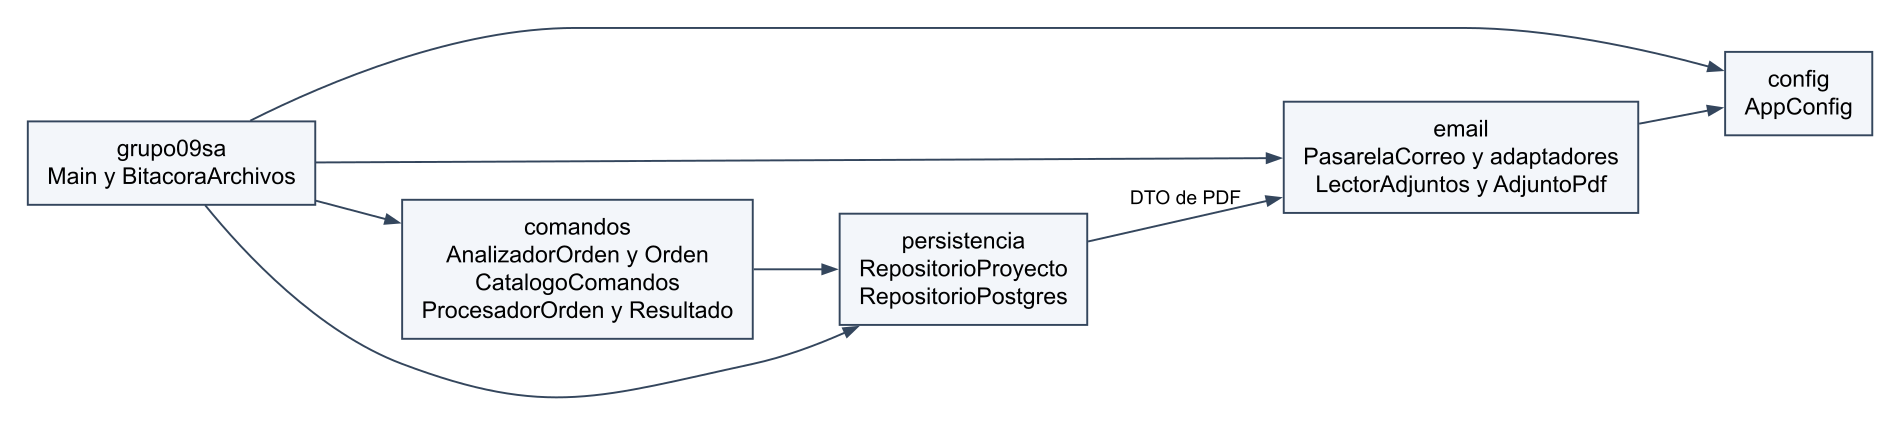 grupo09sa
Main y BitacoraArchivos
comandos
AnalizadorOrden y Orden
CatalogoComandos
ProcesadorOrden y Resultado
persistencia
RepositorioProyecto
RepositorioPostgres
DTO de PDF
email
PasarelaCorreo y adaptadores
LectorAdjuntos y AdjuntoPdf
config
AppConfig